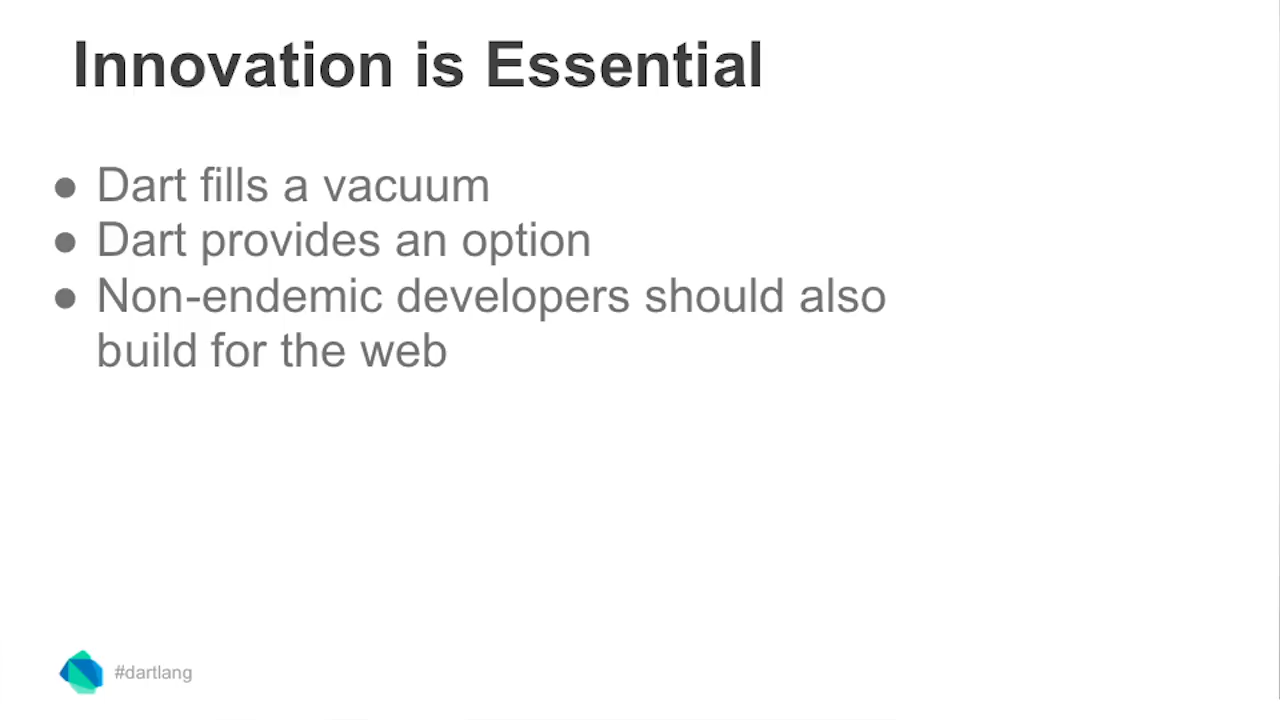 Innovation is Essential
● Dart fills a vacuum
● Dart provides an option
● Non-endemic developers should also
build for the web
#dartlang